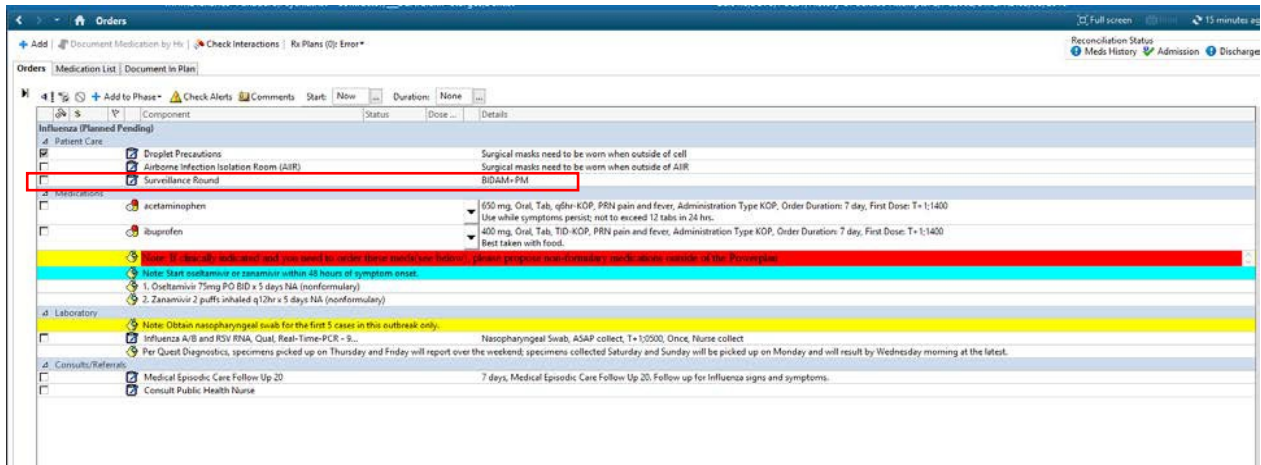 Orders
Full screen
15 minutes ago
+ Add | Document Medication by Hx | Check Interactions | Rx Plans (0): Error
Reconciliation Status
Meds History Admission Discharge
Orders Medication List Document In Plan
+ Add to Phase Check Alerts Comments Start: Now ... Duration: None ...
$ Component Status Dose ... Details
Influenza (Planned Pending)
Patient Care
Droplet Precautions Surgical masks need to be worn when outside of cell
Airborne Infection Isolation Room (AIIR) Surgical masks need to be worn when outside of AIIR
Surveillance Round BIDAM+PM
Medications
acetaminophen 650 mg, Oral, Tab, q6hr-KOP, PRN pain and fever, Administration Type KOP, Order Duration: 7 day, First Dose: T+1;1400
Use while symptoms persist; not to exceed 12 tabs in 24 hrs.
ibuprofen 400 mg, Oral, Tab, TID-KOP, PRN pain and fever, Administration Type KOP, Order Duration: 7 day, First Dose: T+1;1400
Best taken with food.
Note: If clinically indicated and you need to order these meds(see below), please propose non-formulary medications outside of the Powerplan
Note: Start oseltamivir or zanamivir within 48 hours of symptom onset.
1. Oseltamivir 75mg PO BID x 5 days NA (nonformulary)
2. Zanamivir 2 puffs inhaled q12hr x 5 days NA (nonformulary)
Laboratory
Note: Obtain nasopharyngeal swab for the first 5 cases in this outbreak only.
Influenza A/B and RSV RNA, Qual, Real-Time-PCR - 9... Nasopharyngeal Swab, ASAP collect, T+1;0500, Once, Nurse collect
Per Quest Diagnostics, specimens picked up on Thursday and Friday will report over the weekend; specimens collected Saturday and Sunday will be picked up on Monday and will result by Wednesday morning at the latest.
Consults/Referrals
Medical Episodic Care Follow Up 20 7 days, Medical Episodic Care Follow Up 20. Follow up for Influenza signs and symptoms.
Consult Public Health Nurse